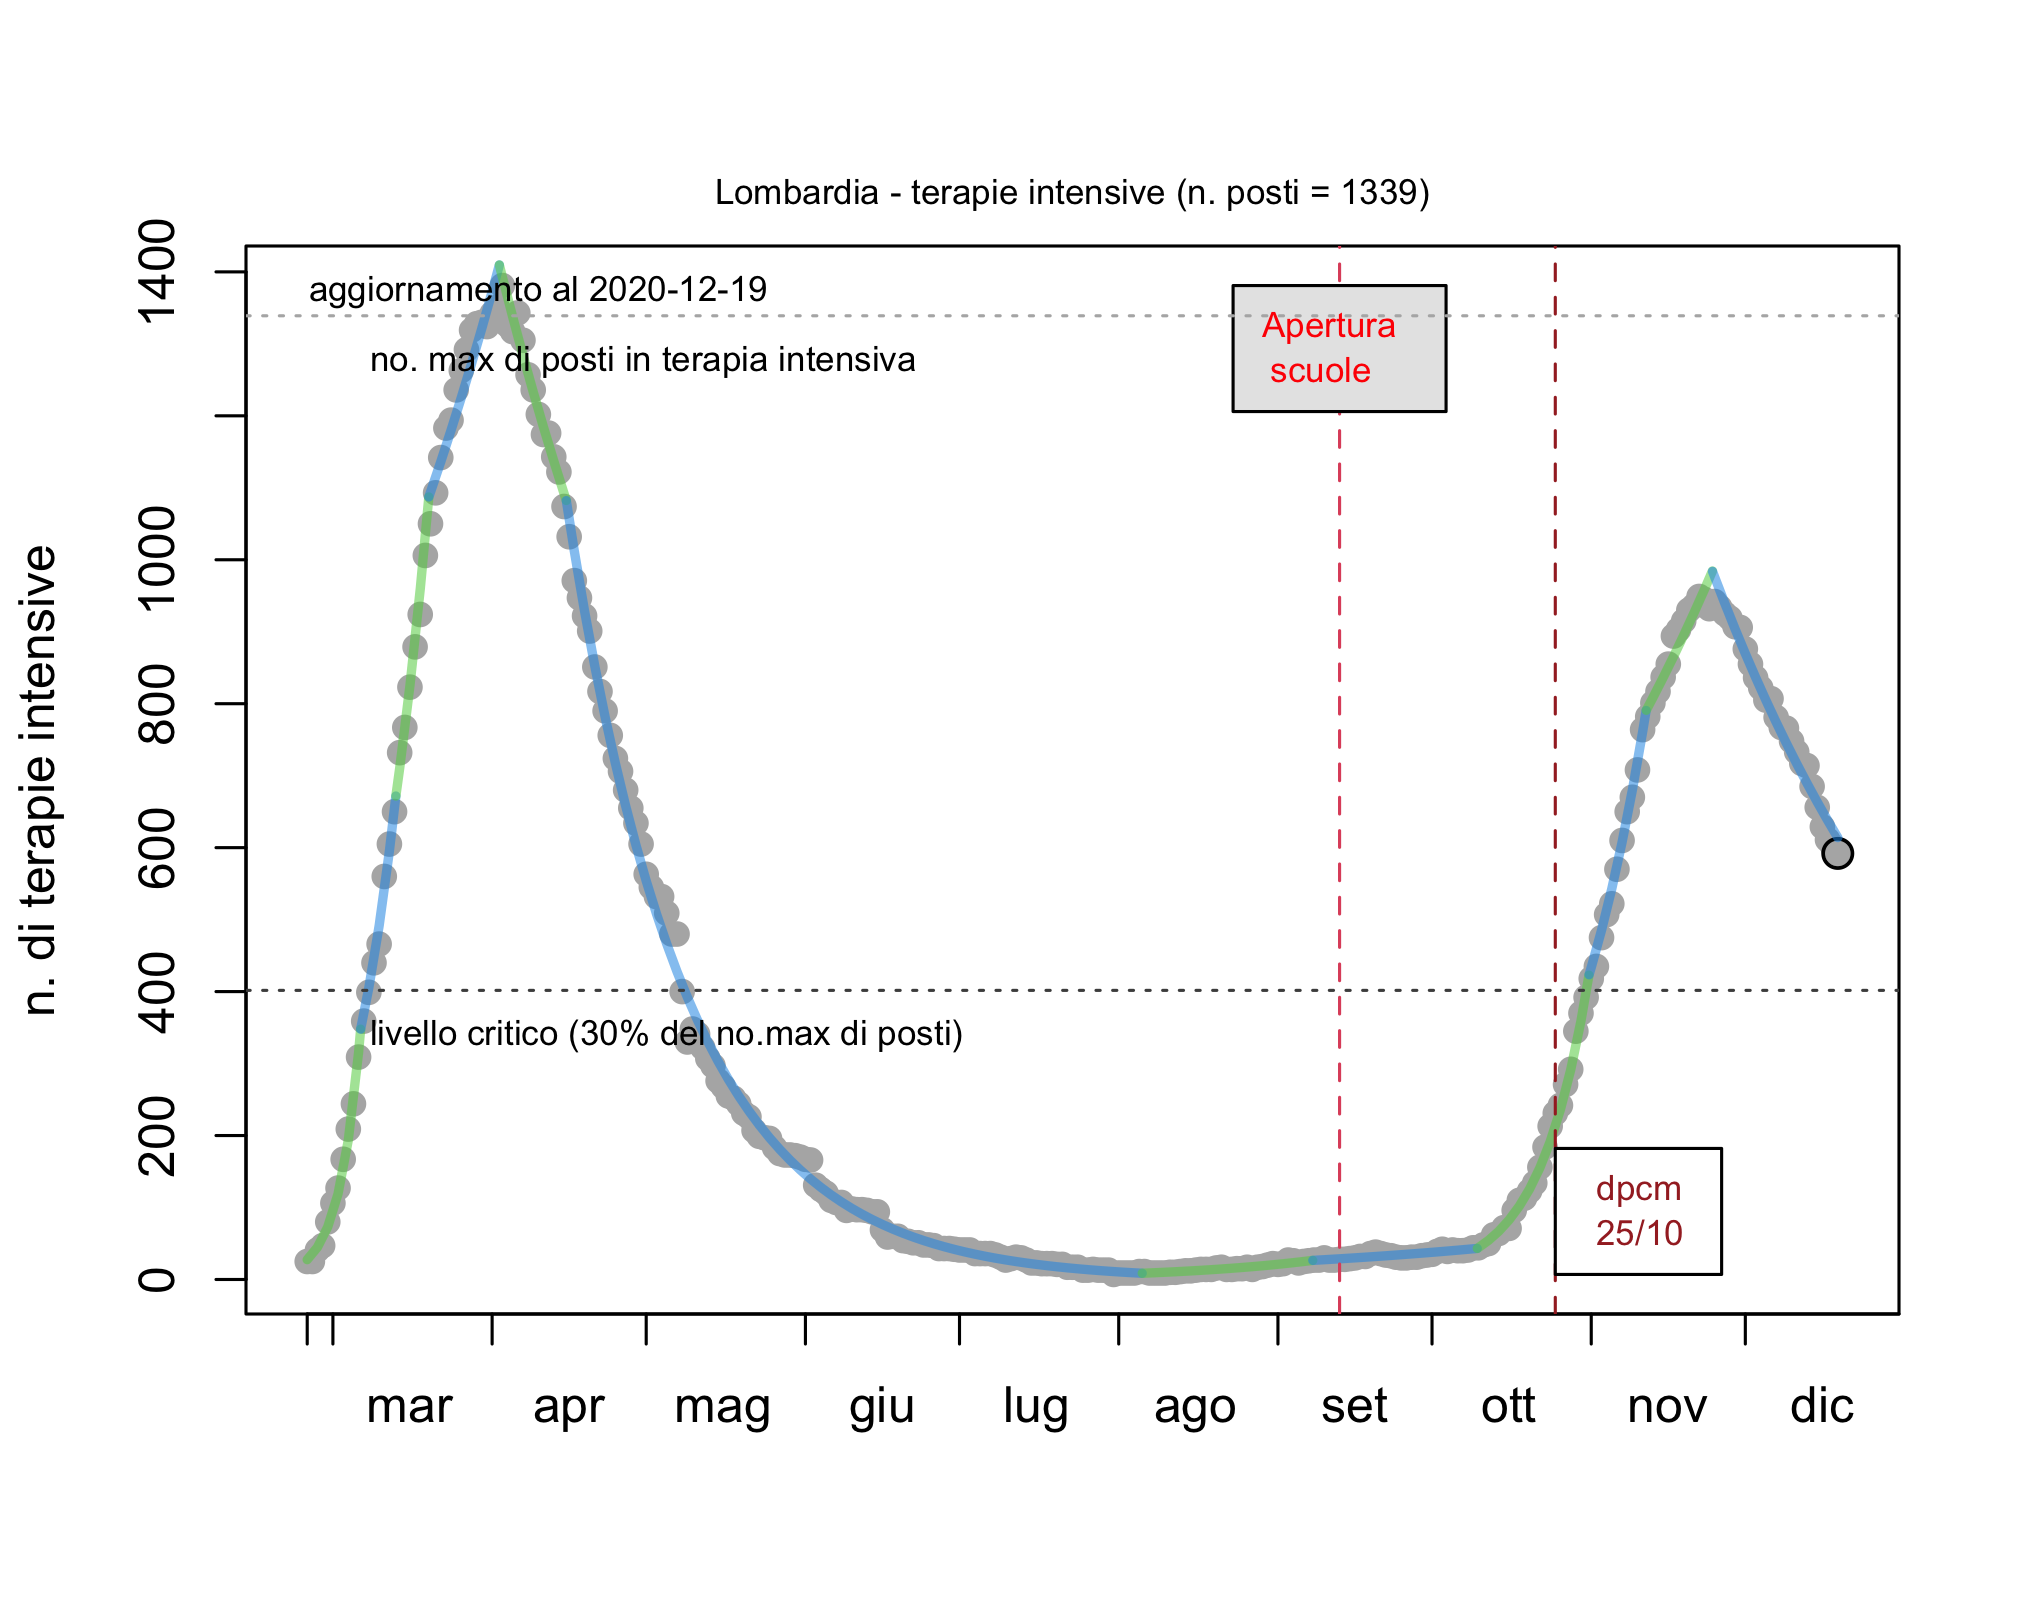 Lombardia - terapie intensive (n. posti = 1339)
aggiornamento al 2020-12-19
no. max di posti in terapia intensiva
Apertura
scuole
livello critico (30% del no.max di posti)
dpcm
25/10
n. di terapie intensive
1400
1000
800
600
400
200
0
mar apr mag giu lug ago set ott nov dic